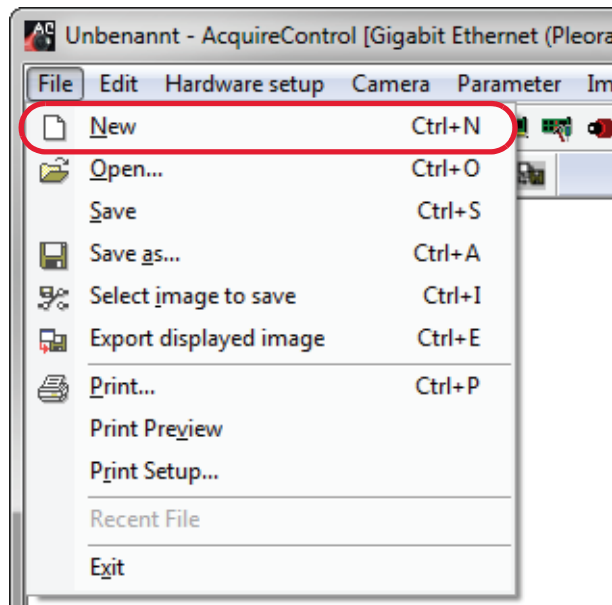 AC
Unbenannt - AcquireControl [Gigabit Ethernet (Pleora
File Edit Hardware setup Camera Parameter Im
New Ctrl+N
Open... Ctrl+O
Save Ctrl+S
Save as... Ctrl+A
Select image to save Ctrl+I
Export displayed image Ctrl+E
Print... Ctrl+P
Print Preview
Print Setup...
Recent File
Exit